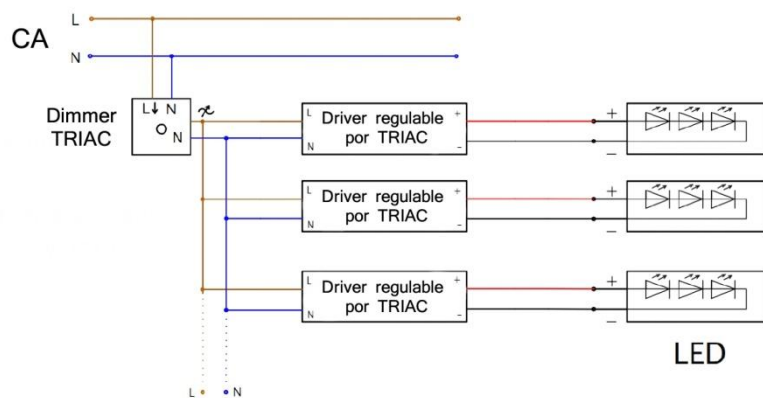 L
CA
N
L N
Dimmer
TRIAC
N
L
N
Driver regulable
por TRIAC
+
-
+
-
L
N
Driver regulable
por TRIAC
+
-
+
-
L
N
Driver regulable
por TRIAC
+
-
+
-
LED
L N